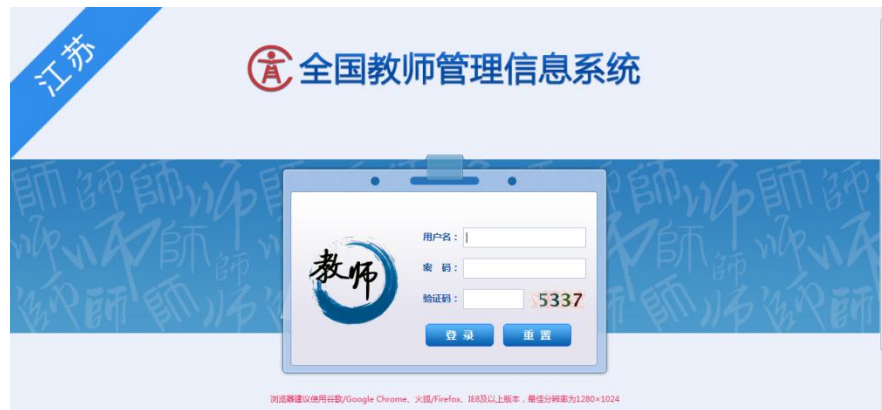 江苏
全国教师管理信息系统
教师
用户名：
密 码：
验证码：
5337
登 录
重 置
浏览器建议使用谷歌/Google Chrome、火狐/Firefox、IE8及以上版本，最佳分辨率为1280×1024